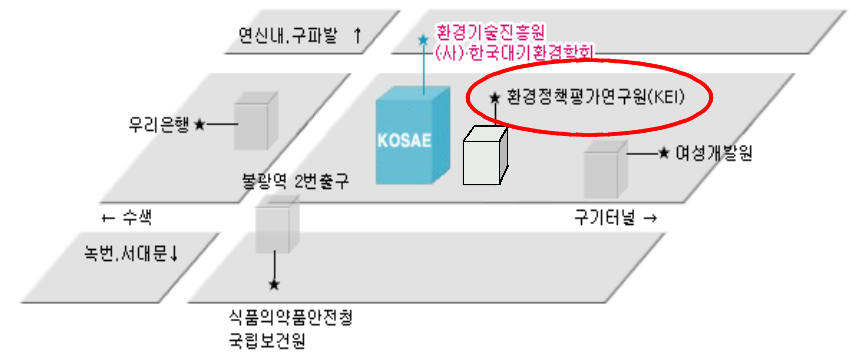 연신내,구파발 ↑
★ 환경기술진흥원
(사) 한국대기환경학회
★ 환경정책평가연구원(KEI)
우리은행 ★
KOSAE
★ 여성개발원
봉광역 2번출구
← 수색
구기터널 →
녹번,서대문↓
★
식품의약품안전청
국립보건원